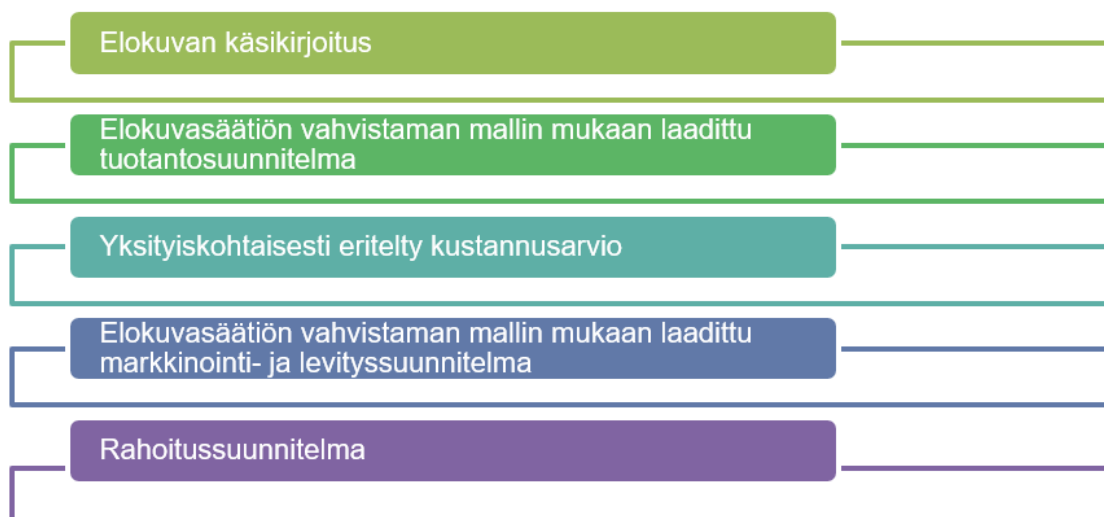 Elokuvan käsikirjoitus
Elokuvasäätiön vahvistaman mallin mukaan laadittu
tuotantosuunnitelma
Yksityiskohtaisesti eritelty kustannusarvio
Elokuvasäätiön vahvistaman mallin mukaan laadittu
markkinointi- ja levityssuunnitelma
Rahoitussuunnitelma